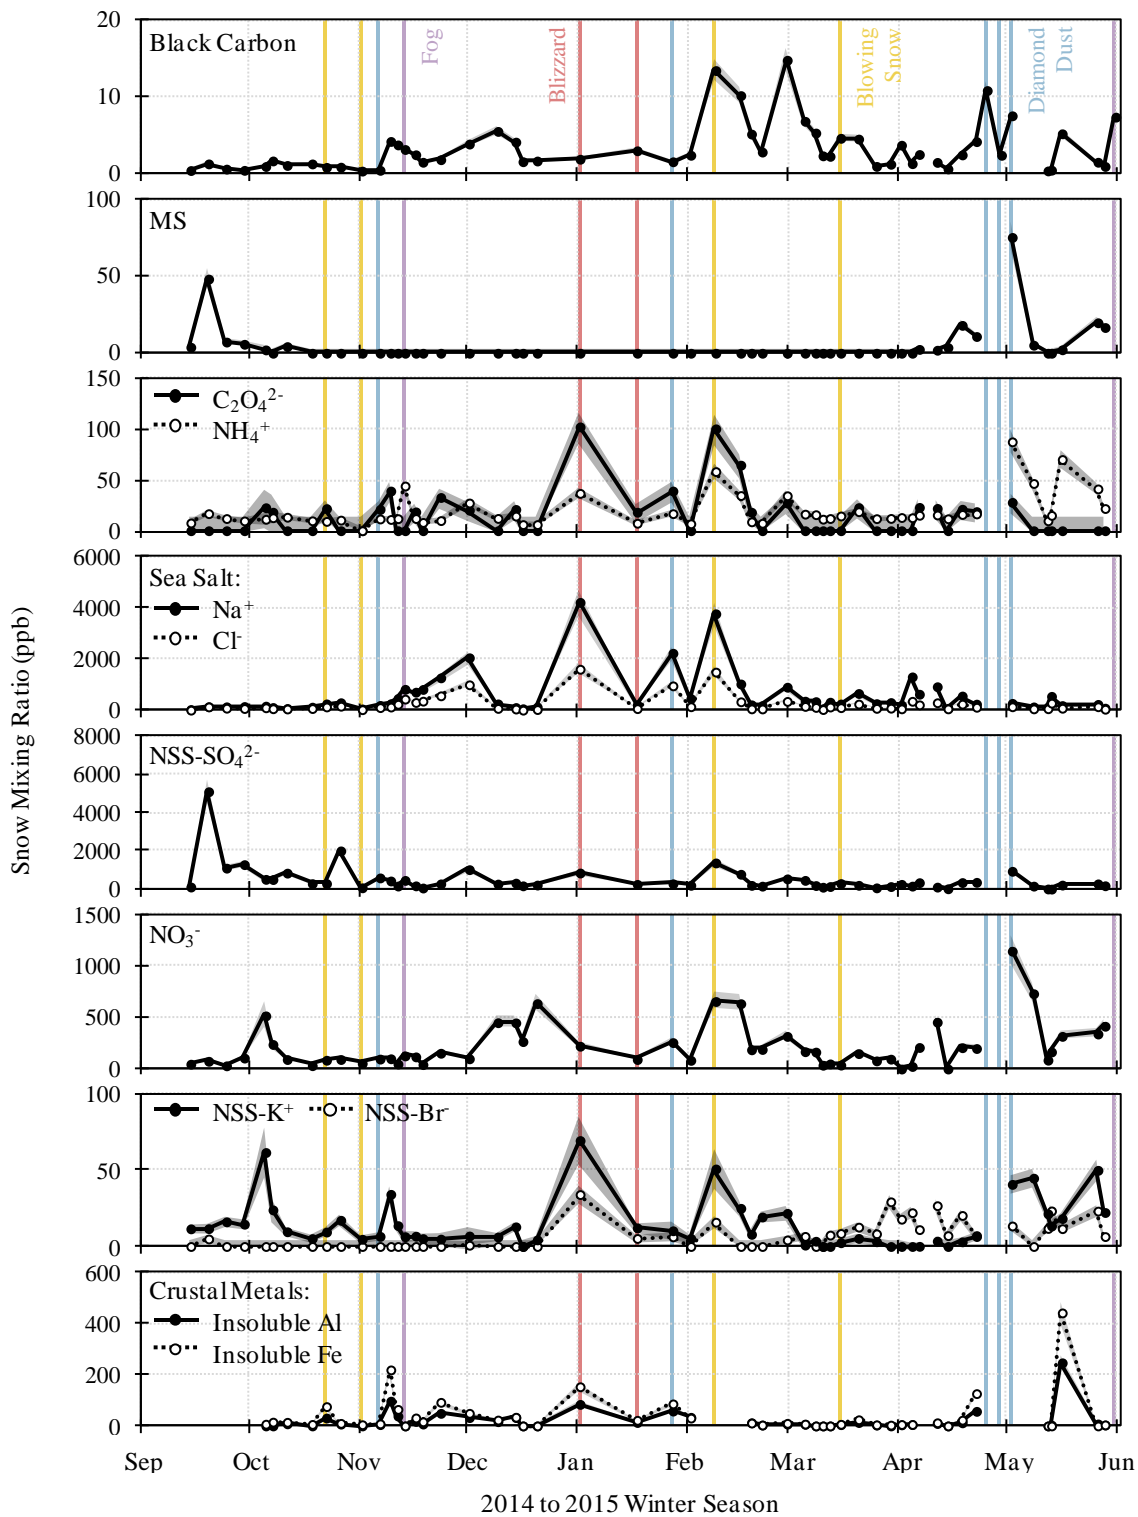 20
Black Carbon
Fog
Blizzard
Blowing
Snow
Diamond
Dust
10
0
100
MS
50
0
150
C₂O₄²⁻
NH₄⁺
100
50
0
6000
Sea Salt:
Na⁺
Cl⁻
4000
2000
0
8000
NSS-SO₄²⁻
6000
4000
2000
0
1500
NO₃⁻
1000
500
0
100
NSS-K⁺ NSS-Br⁻
50
0
600
Crustal Metals:
Insoluble Al
Insoluble Fe
400
200
0
Snow Mixing Ratio (ppb)
Sep Oct Nov Dec Jan Feb Mar Apr May Jun
2014 to 2015 Winter Season